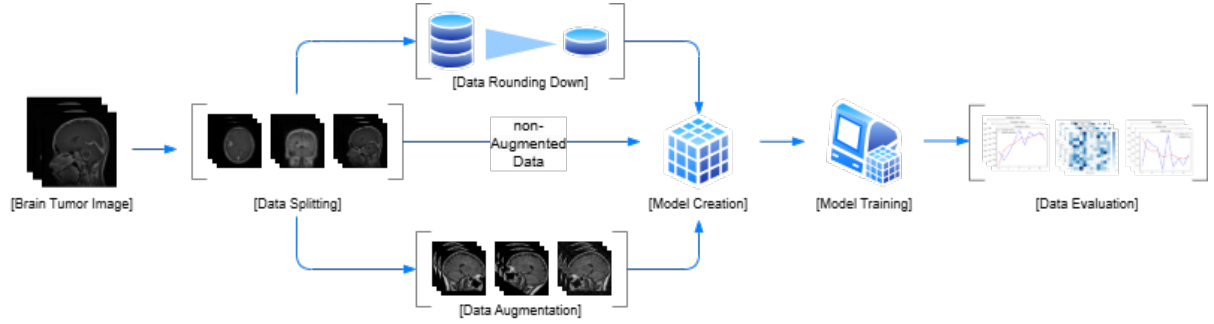 [Data Rounding Down]
non-
Augmented
Data
[Brain Tumor Image]
[Data Splitting]
[Model Creation]
[Model Training]
[Data Evaluation]
[Data Augmentation]